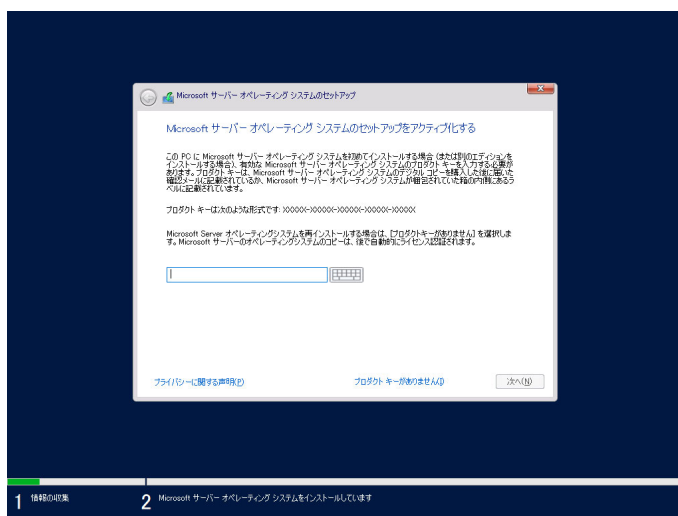 Microsoft サーバー オペレーティング システムのセットアップ
Microsoft サーバー オペレーティング システムのセットアップをアクティブ化する
この PC に Microsoft サーバー オペレーティング システムを初めてインストールする場合 (または別のエディションを
インストールする場合)、有効な Microsoft サーバー オペレーティング システムのプロダクト キーを入力する必要が
あります。プロダクト キーは、Microsoft サーバー オペレーティング システムのデジタル コピーを購入した後に届いた
確認メールに記載されているか、Microsoft サーバー オペレーティング システムが梱包されていた箱の内側にあるラ
ベルに記載されています。
プロダクト キーは次のような形式です: XXXXX-XXXXX-XXXXX-XXXXX-XXXXX
Microsoft Server オペレーティングシステムを再インストールする場合は、[プロダクトキーがありません] を選択しま
す。Microsoft サーバーのオペレーティングシステムのコピーは、後で自動的にライセンス認証されます。
プライバシーに関する声明(P)
プロダクト キーがありません(I)
次へ(N)
1 情報の収集
2 Microsoft サーバー オペレーティング システムをインストールしています